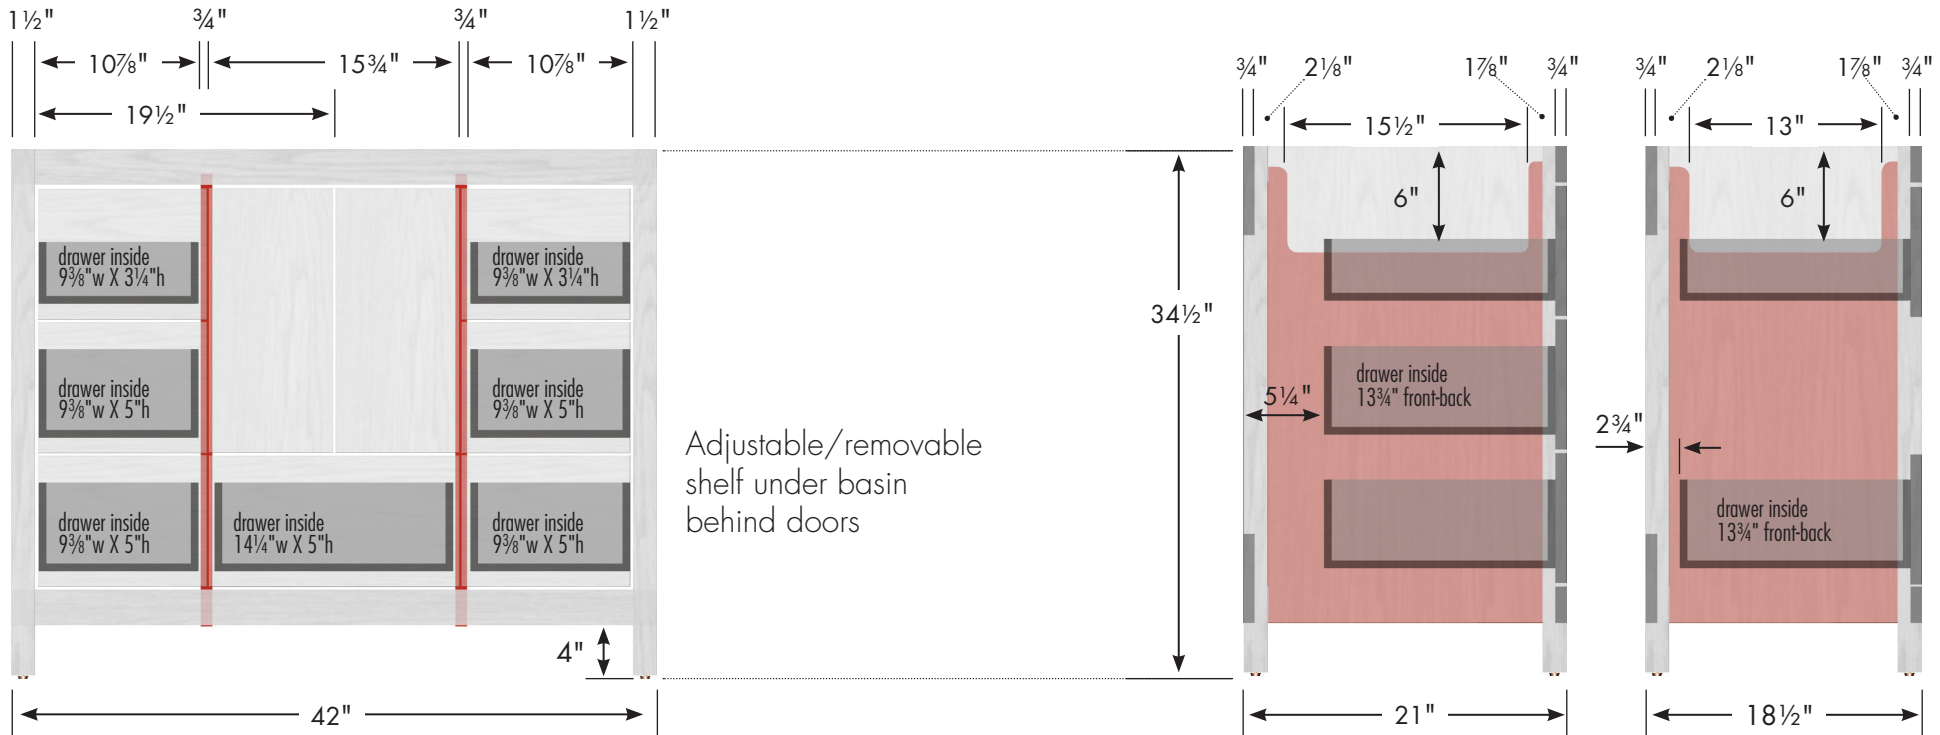 1½" ¾" ¾" 1½"
10⅞" 15¾" 10⅞"
19½"
drawer inside
9⅜"w X 3¼"h
drawer inside
9⅜"w X 3¼"h
drawer inside
9⅜"w X 5"h
drawer inside
9⅜"w X 5"h
drawer inside
9⅜"w X 5"h
drawer inside
14¼"w X 5"h
drawer inside
9⅜"w X 5"h
4"
42"
Adjustable/removable
shelf under basin
behind doors
34½"
¾" 2⅛" 1⅞" ¾"
15½"
6"
drawer inside
13¾" front-back
5¼"
21"
¾" 2⅛" 1⅞" ¾"
13"
6"
2¾"
drawer inside
13¾" front-back
18½"